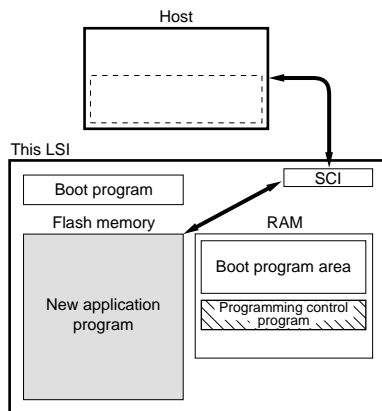 Host
This LSI
SCI
Boot program
Flash memory
RAM
Boot program area
New application
program
Programming control
program